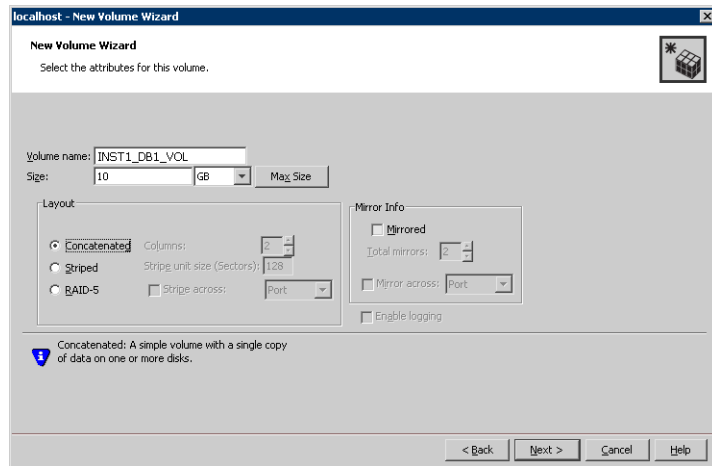 localhost - New Volume Wizard
New Volume Wizard
Select the attributes for this volume.
Volume name: INST1_DB1_VOL
Size: 10 GB Max Size
Layout
Concatenated Columns: 2
Striped Stripe unit size (Sectors): 128
RAID-5 Stripe across: Port
Mirror Info
Mirrored
Total mirrors: 2
Mirror across: Port
Enable logging
Concatenated: A simple volume with a single copy
of data on one or more disks.
< Back Next > Cancel Help